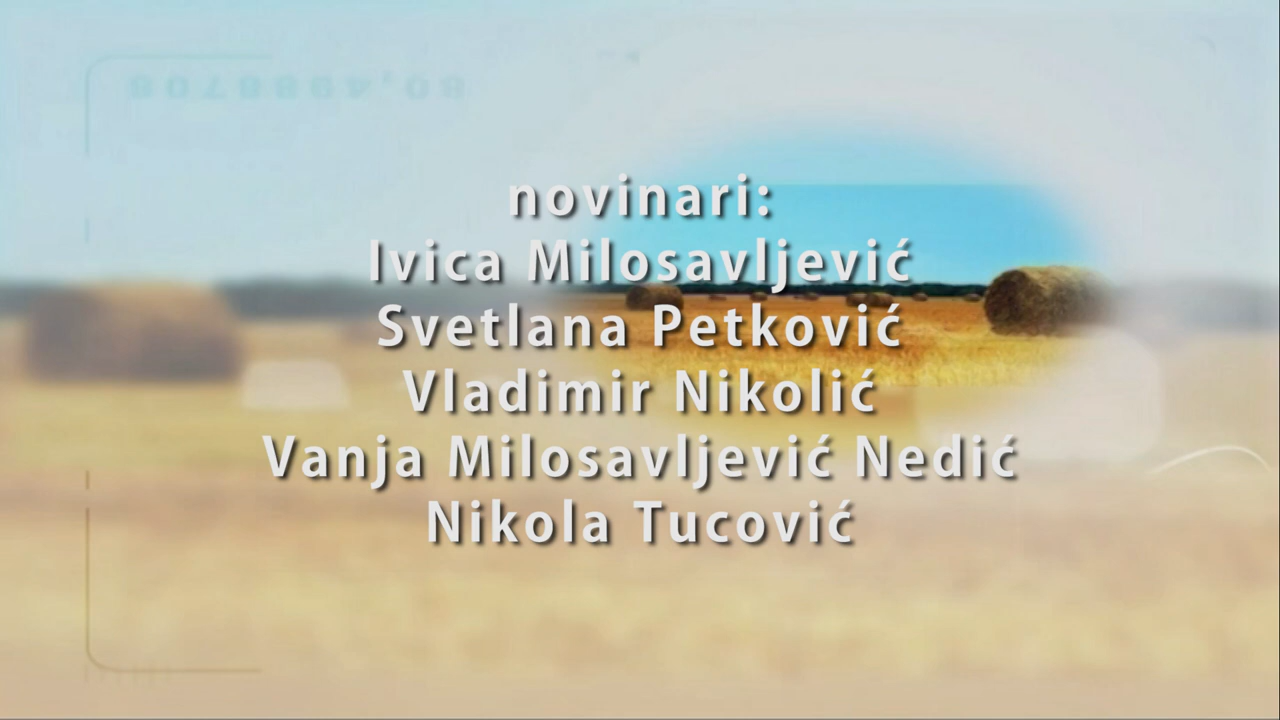 novinari:
Ivica Milosavljević
Svetlana Petković
Vladimir Nikolić
Vanja Milosavljević Nedić
Nikola Tucović